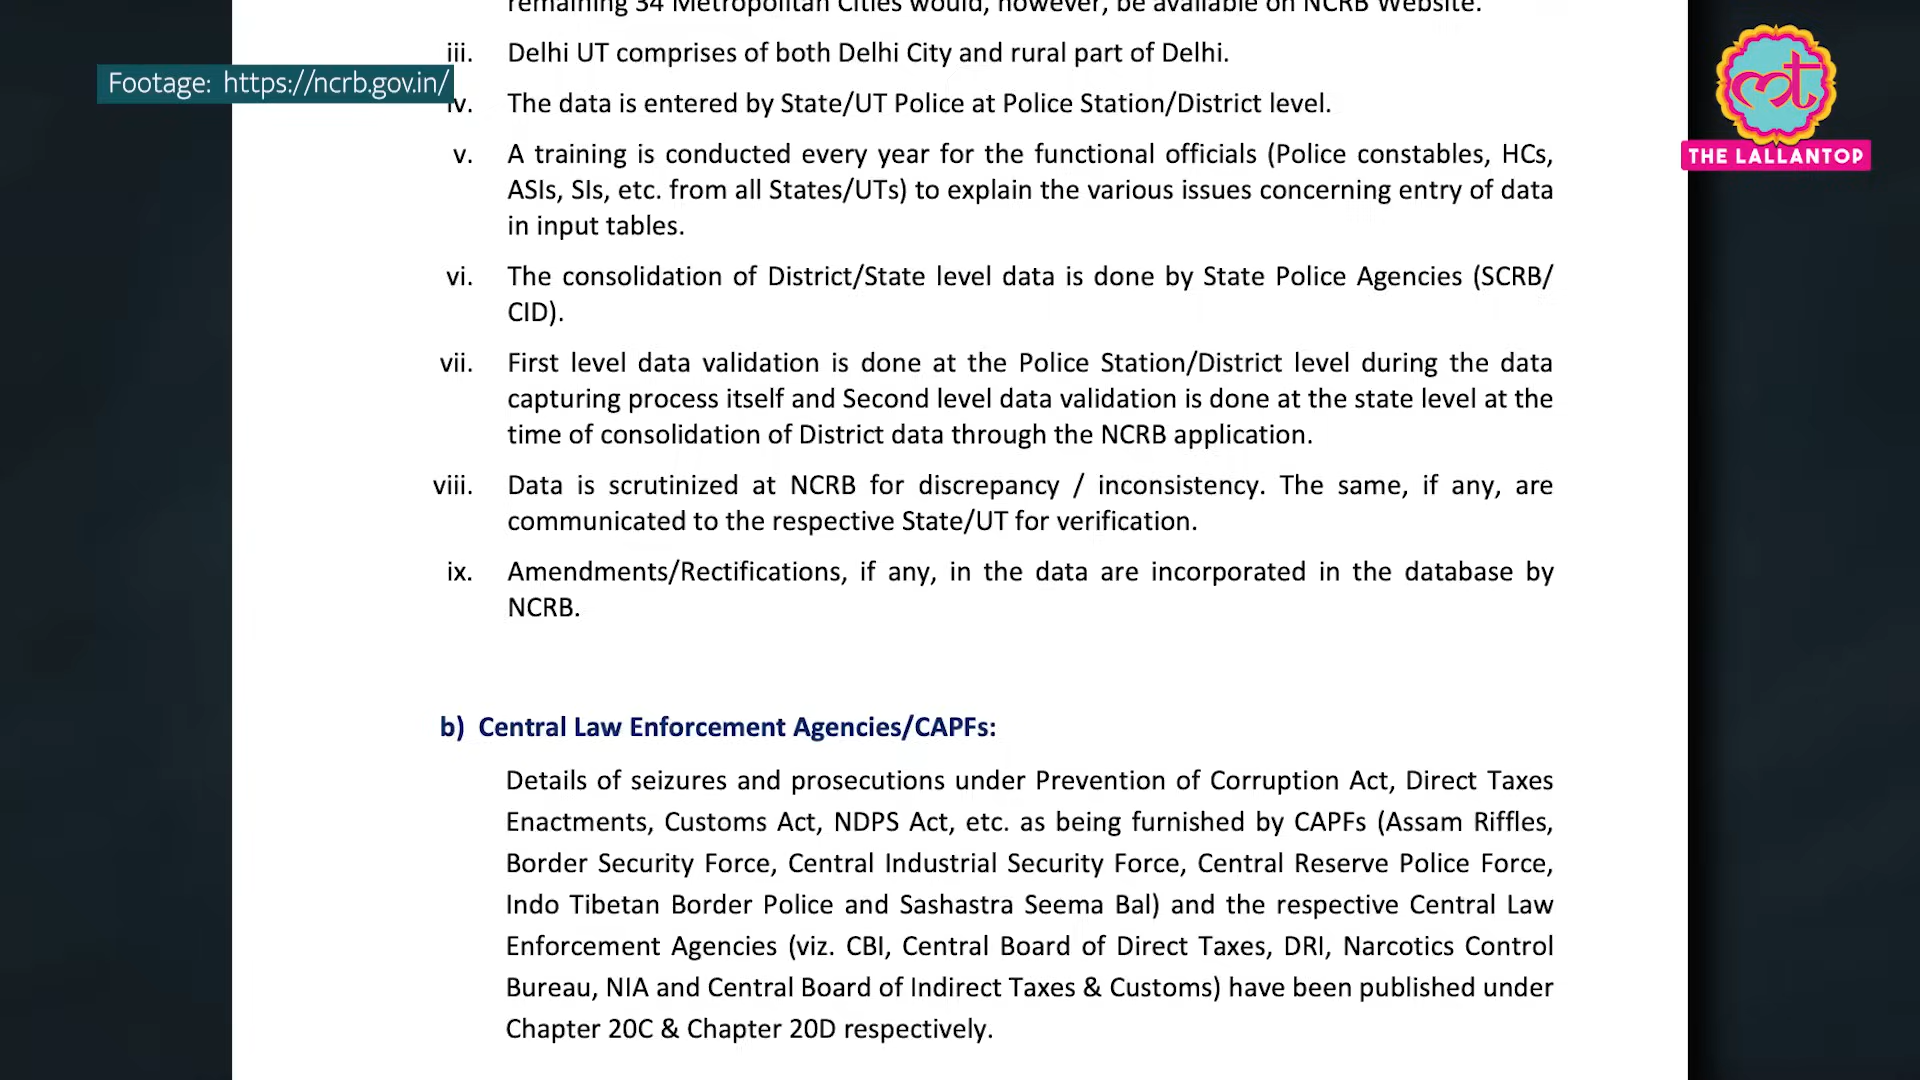 remaining 34 Metropolitan Cities would, however, be available on NCRB Website.
iii. Delhi UT comprises of both Delhi City and rural part of Delhi.
Footage: https://ncrb.gov.in/
iv. The data is entered by State/UT Police at Police Station/District level.
v. A training is conducted every year for the functional officials (Police constables, HCs,
ASIs, SIs, etc. from all States/UTs) to explain the various issues concerning entry of data
in input tables.
vi. The consolidation of District/State level data is done by State Police Agencies (SCRB/
CID).
vii. First level data validation is done at the Police Station/District level during the data
capturing process itself and Second level data validation is done at the state level at the
time of consolidation of District data through the NCRB application.
viii. Data is scrutinized at NCRB for discrepancy / inconsistency. The same, if any, are
communicated to the respective State/UT for verification.
ix. Amendments/Rectifications, if any, in the data are incorporated in the database by
NCRB.
b) Central Law Enforcement Agencies/CAPFs:
Details of seizures and prosecutions under Prevention of Corruption Act, Direct Taxes
Enactments, Customs Act, NDPS Act, etc. as being furnished by CAPFs (Assam Riffles,
Border Security Force, Central Industrial Security Force, Central Reserve Police Force,
Indo Tibetan Border Police and Sashastra Seema Bal) and the respective Central Law
Enforcement Agencies (viz. CBI, Central Board of Direct Taxes, DRI, Narcotics Control
Bureau, NIA and Central Board of Indirect Taxes & Customs) have been published under
Chapter 20C & Chapter 20D respectively.
THE LALLANTOP